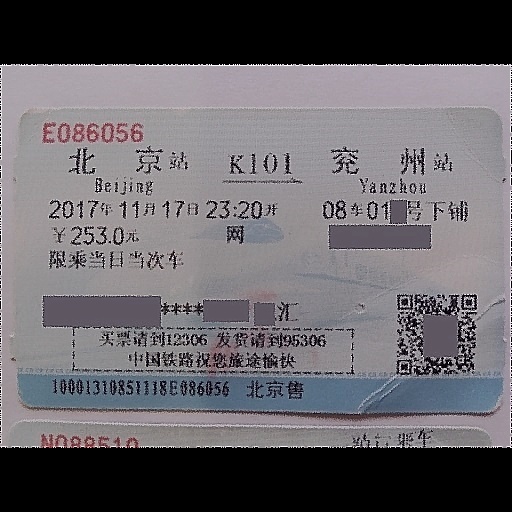 E086056
北 京站 K101 兖 州站
Beijing Yanzhou
2017年11月17日23:20开 08车01 号下铺
￥253.0元 网
限乘当日当次车
**** 汇
买票请到12306 发货请到95306
中国铁路祝您旅途愉快
10001310851118E086056 北京售
N088510